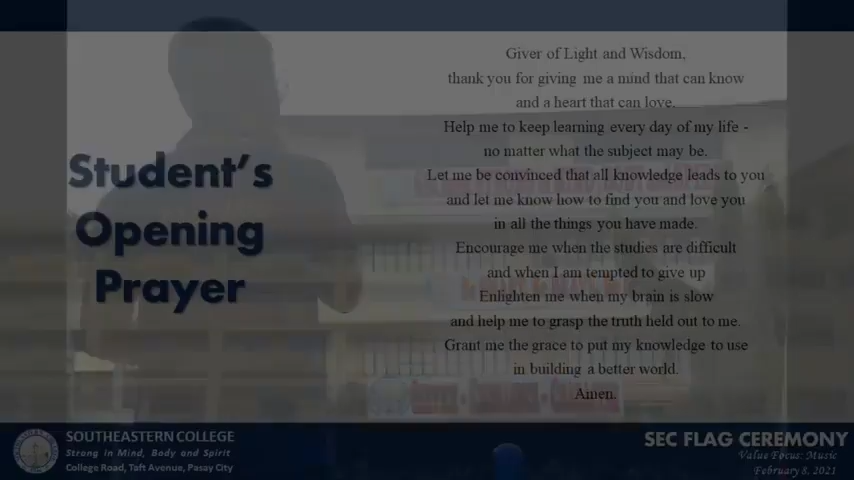 Student's
Opening
Prayer
Giver of Light and Wisdom,
thank you for giving me a mind that can know
and a heart that can love.
Help me to keep learning every day of my life -
no matter what the subject may be.
Let me be convinced that all knowledge leads to you
and let me know how to find you and love you
in all the things you have made.
Encourage me when the studies are difficult
and when I am tempted to give up
Enlighten me when my brain is slow
and help me to grasp the truth held out to me.
Grant me the grace to put my knowledge to use
in building a better world.
Amen.
SOUTHEASTERN COLLEGE
Strong in Mind, Body and Spirit
College Road, Taft Avenue, Pasay City
SEC FLAG CEREMONY
Value Focus: Music
February 8, 2021